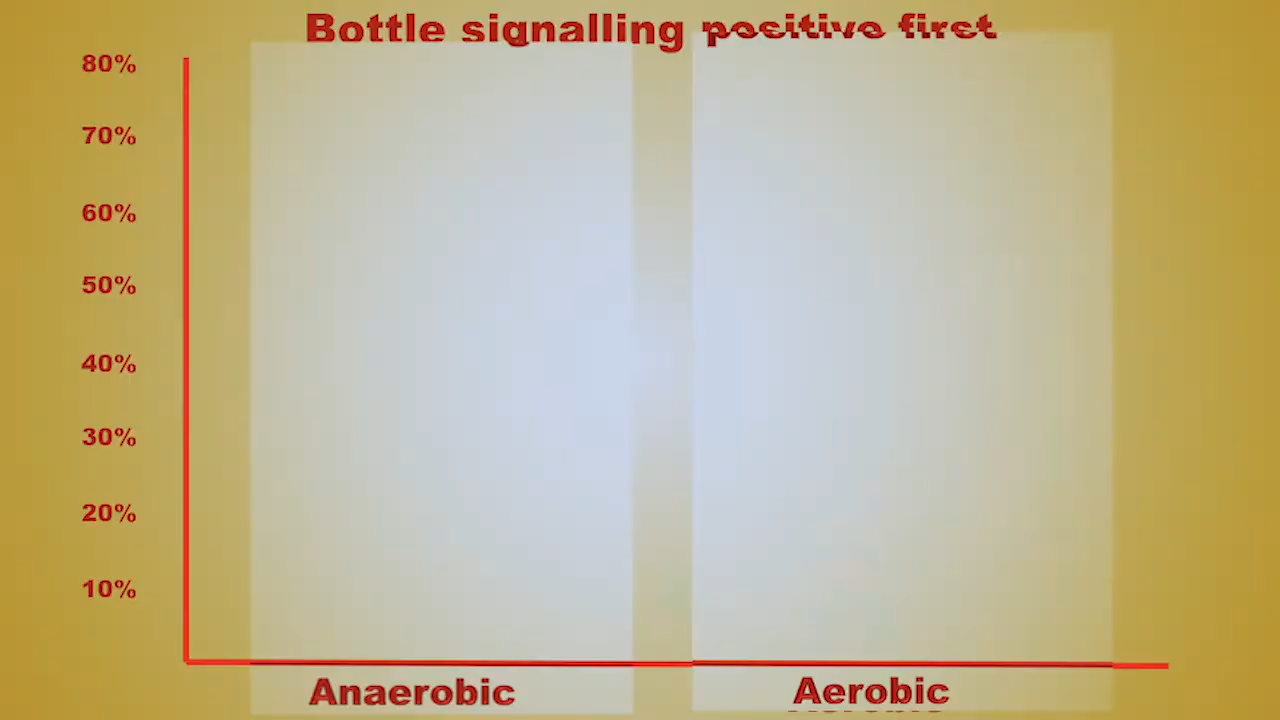 Bottle signalling positive first
80%
70%
60%
50%
40%
30%
20%
10%
Anaerobic
Aerobic